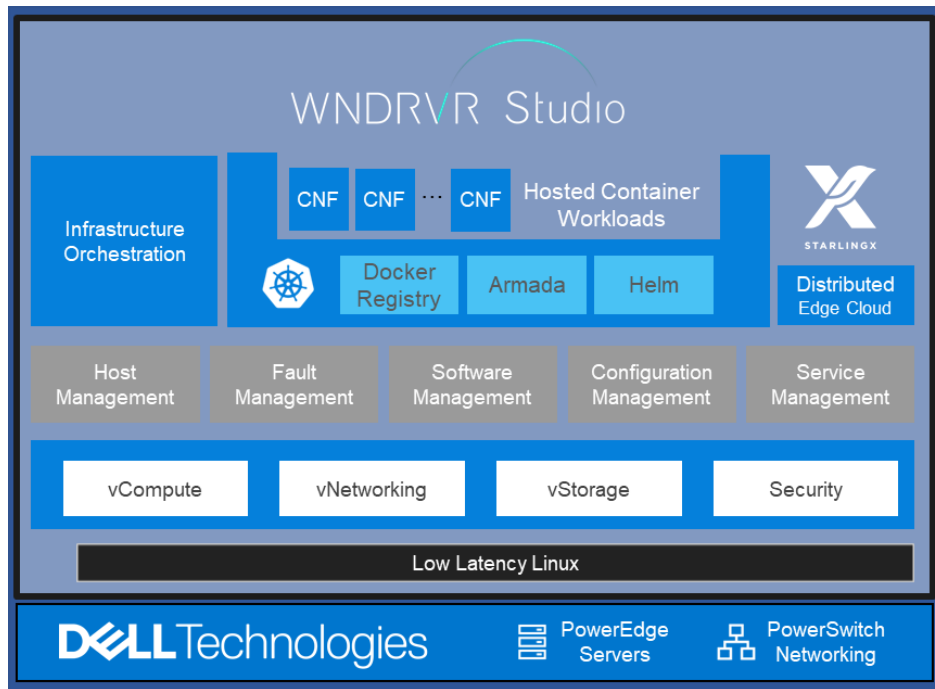 WNDRVR Studio
Infrastructure
Orchestration
CNF
CNF
...
CNF
Hosted Container
Workloads
Docker
Registry
Armada
Helm
STARLINGX
Distributed
Edge Cloud
Host
Management
Fault
Management
Software
Management
Configuration
Management
Service
Management
vCompute
vNetworking
vStorage
Security
Low Latency Linux
DELL Technologies
PowerEdge
Servers
PowerSwitch
Networking